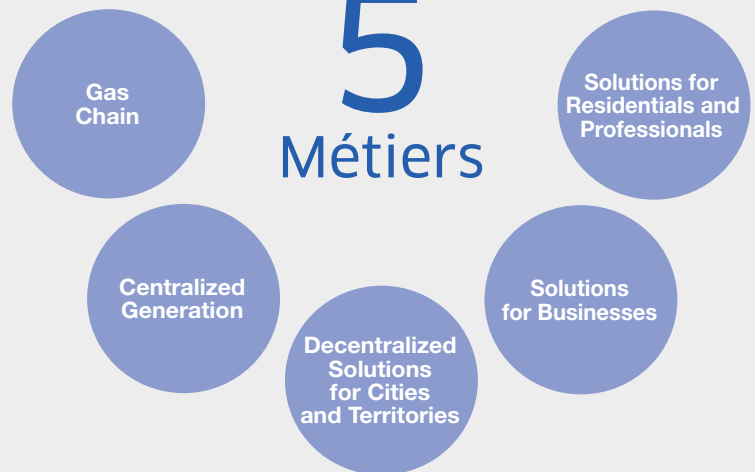 5
Métiers
Gas
Chain
Centralized
Generation
Decentralized
Solutions
for Cities
and Territories
Solutions
for Businesses
Solutions for
Residentials and
Professionals